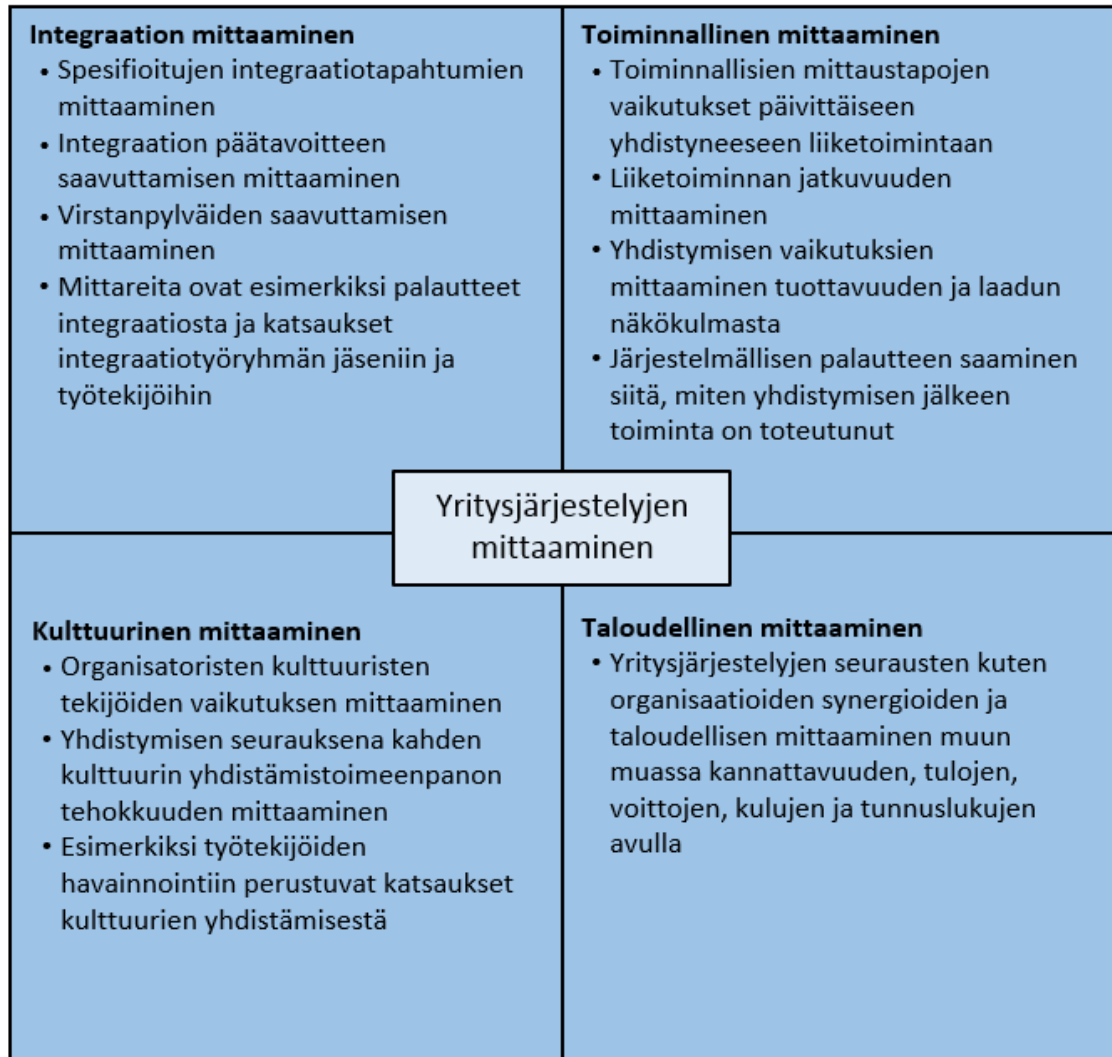 Integraation mittaaminen
• Spesifioitujen integraatiotapahtumien
mittaaminen
• Integraation päätavoitteen
saavuttamisen mittaaminen
• Virstanpylväiden saavuttamisen
mittaaminen
• Mittareita ovat esimerkiksi palautteet
integraatiosta ja katsaukset
integraatiotyöryhmän jäseniin ja
työtekijöihin
Toiminnallinen mittaaminen
• Toiminnallisien mittaustapojen
vaikutukset päivittäiseen
yhdistyneeseen liiketoimintaan
• Liiketoiminnan jatkuvuuden
mittaaminen
• Yhdistymisen vaikutuksien
mittaaminen tuottavuuden ja laadun
näkökulmasta
• Järjestelmällisen palautteen saaminen
siitä, miten yhdistymisen jälkeen
toiminta on toteutunut
Yritysjärjestelyjen
mittaaminen
Kulttuurinen mittaaminen
• Organisatoristen kulttuuristen
tekijöiden vaikutuksen mittaaminen
• Yhdistymisen seurauksena kahden
kulttuurin yhdistämistoimeenpanon
tehokkuuden mittaaminen
• Esimerkiksi työtekijöiden
havainnointiin perustuvat katsaukset
kulttuurien yhdistämisestä
Taloudellinen mittaaminen
• Yritysjärjestelyjen seurausten kuten
organisaatioiden synergioiden ja
taloudellisen mittaaminen muun
muassa kannattavuuden, tulojen,
voittojen, kulujen ja tunnuslukujen
avulla